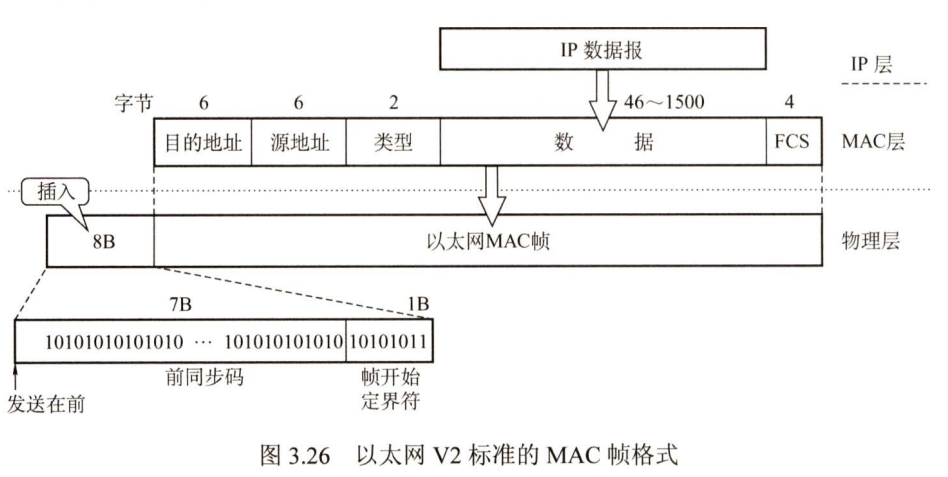 IP 数据报
IP 层
字节 6 6 2 46～1500 4
目的地址 源地址 类型 数 据 FCS MAC层
插入
8B 以太网MAC帧 物理层
7B 1B
10101010101010 ··· 101010101010 10101011
前同步码 帧开始
定界符
发送在前
图 3.26 以太网 V2 标准的 MAC 帧格式